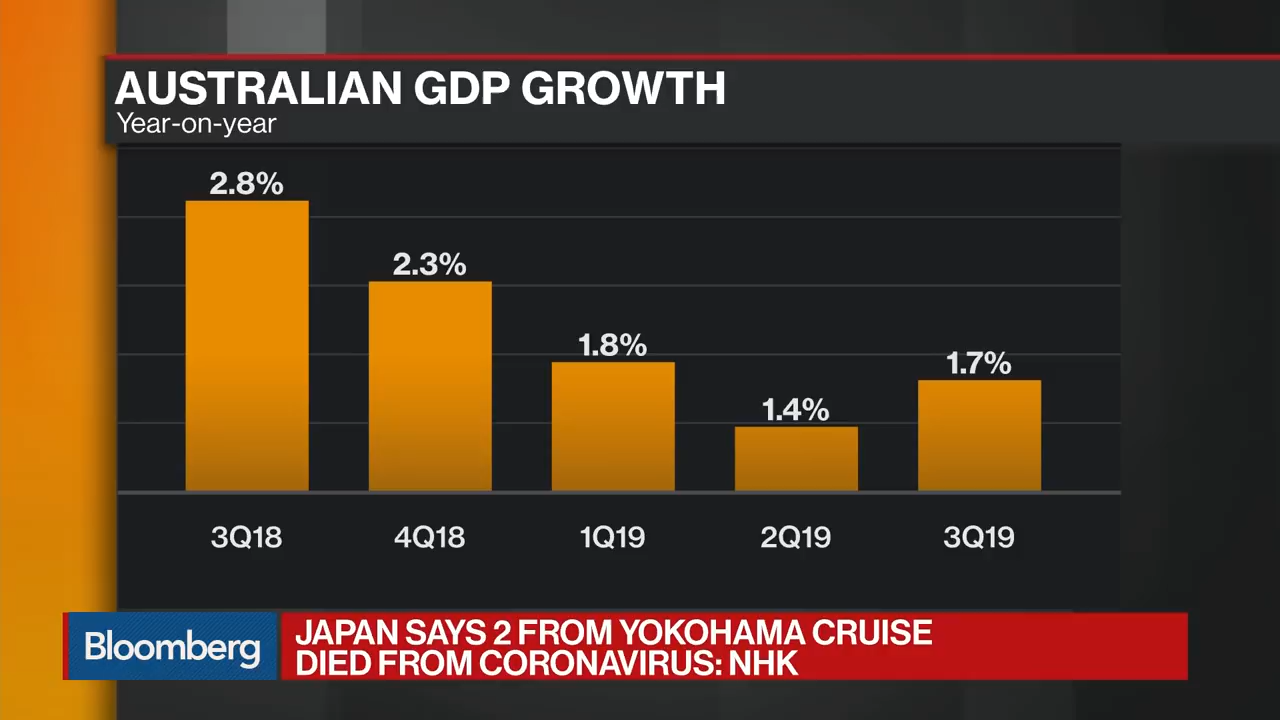 AUSTRALIAN GDP GROWTH
Year-on-year
2.8%
2.3%
1.8%
1.4%
1.7%
3Q18
4Q18
1Q19
2Q19
3Q19
Bloomberg
JAPAN SAYS 2 FROM YOKOHAMA CRUISE
DIED FROM CORONAVIRUS: NHK